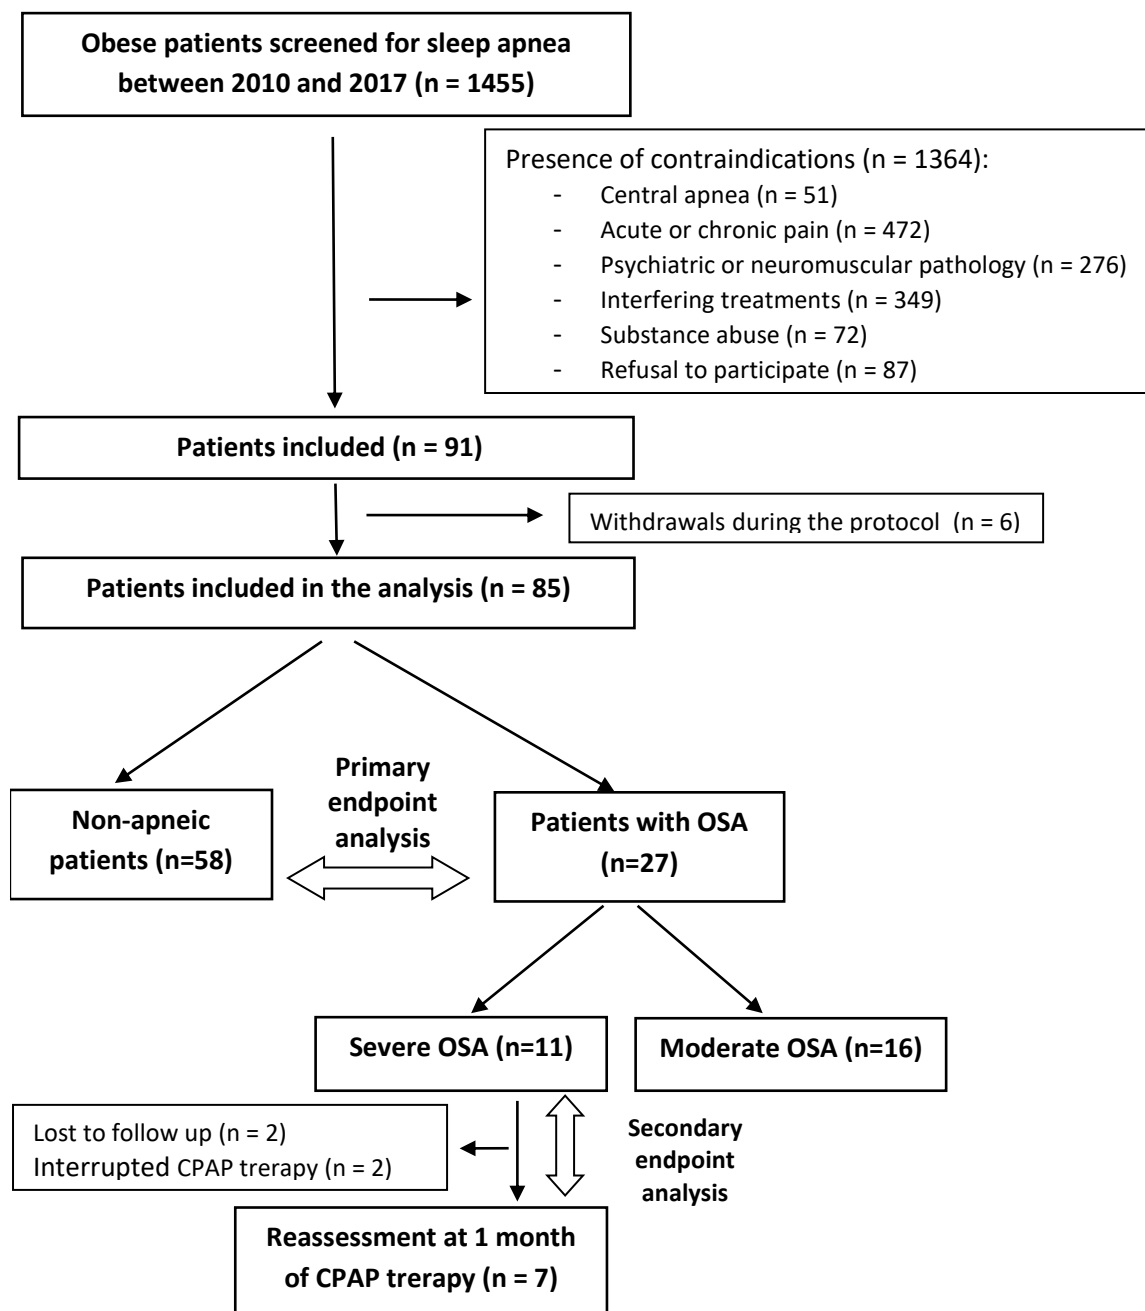 Obese patients screened for sleep apnea
between 2010 and 2017 (n = 1455)
Presence of contraindications (n = 1364):
- Central apnea (n = 51)
- Acute or chronic pain (n = 472)
- Psychiatric or neuromuscular pathology (n = 276)
- Interfering treatments (n = 349)
- Substance abuse (n = 72)
- Refusal to participate (n = 87)
Patients included (n = 91)
Withdrawals during the protocol (n = 6)
Patients included in the analysis (n = 85)
Primary
endpoint
analysis
Non-apneic
patients (n=58)
Patients with OSA
(n=27)
Severe OSA (n=11)
Moderate OSA (n=16)
Lost to follow up (n = 2)
Interrupted CPAP trerapy (n = 2)
Secondary
endpoint
analysis
Reassessment at 1 month
of CPAP trerapy (n = 7)